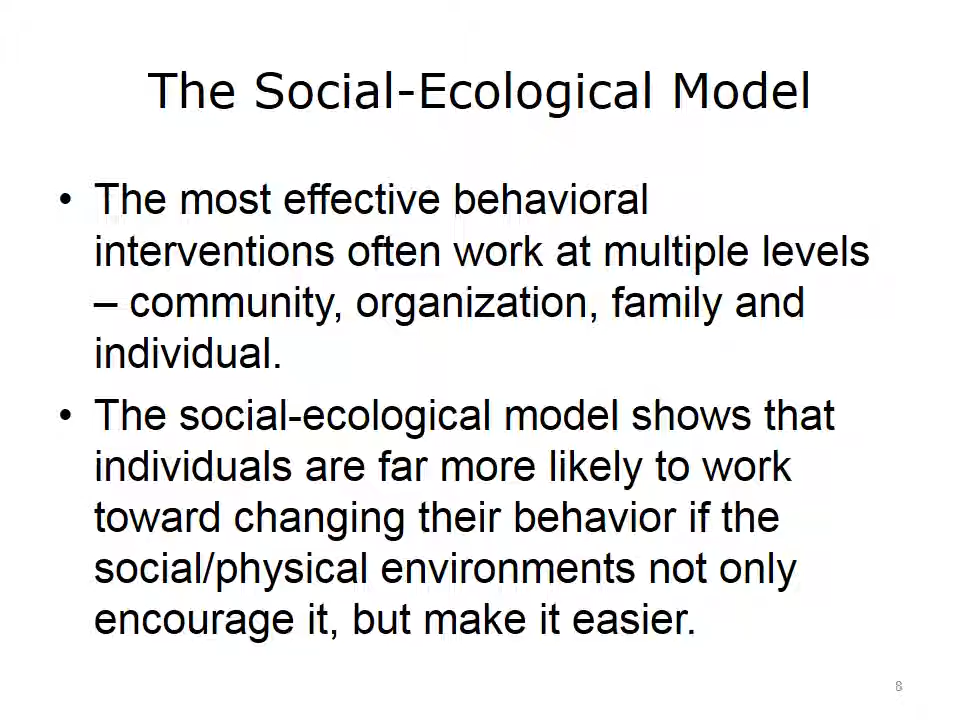 The Social-Ecological Model
• The most effective behavioral
interventions often work at multiple levels
– community, organization, family and
individual.
• The social-ecological model shows that
individuals are far more likely to work
toward changing their behavior if the
social/physical environments not only
encourage it, but make it easier.
8